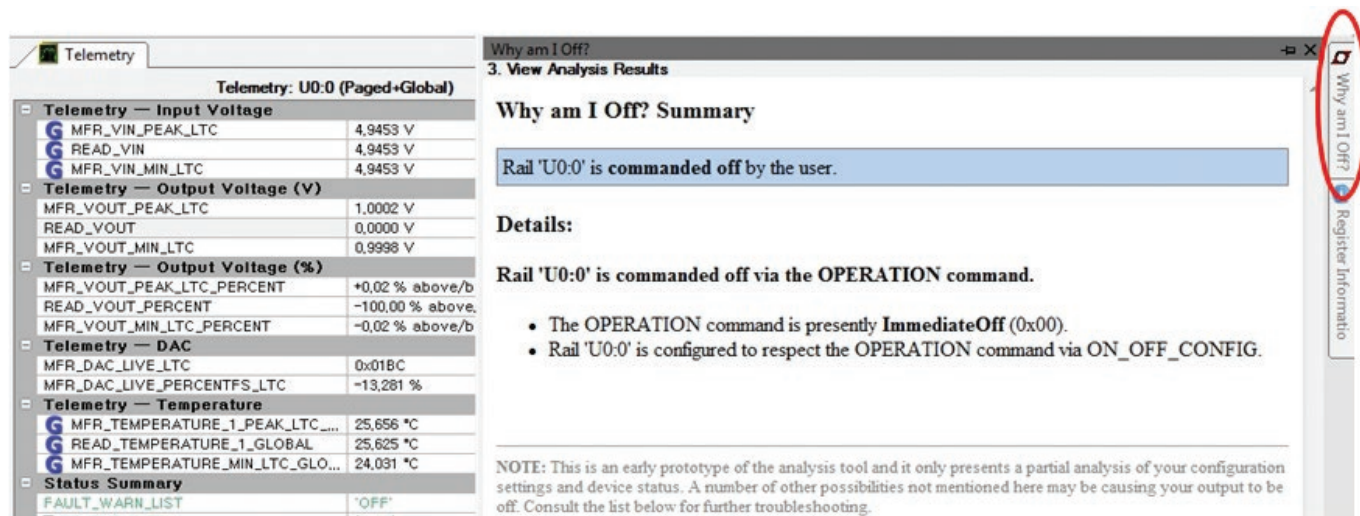 Telemetry
Telemetry: U0:0 (Paged+Global)
Telemetry — Input Voltage
G MFR_VIN_PEAK_LTC 4,9453 V
G READ_VIN 4,9453 V
G MFR_VIN_MIN_LTC 4,9453 V
Telemetry — Output Voltage (V)
MFR_VOUT_PEAK_LTC 1,0002 V
READ_VOUT 0,0000 V
MFR_VOUT_MIN_LTC 0,9998 V
Telemetry — Output Voltage (%)
MFR_VOUT_PEAK_LTC_PERCENT +0,02 % above/b
READ_VOUT_PERCENT -100,00 % above,
MFR_VOUT_MIN_LTC_PERCENT -0,02 % above/b
Telemetry — DAC
MFR_DAC_LIVE_LTC 0x01BC
MFR_DAC_LIVE_PERCENTFS_LTC -13,281 %
Telemetry — Temperature
G MFR_TEMPERATURE_1_PEAK_LTC_... 25,656 °C
G READ_TEMPERATURE_1_GLOBAL 25,625 °C
G MFR_TEMPERATURE_MIN_LTC_GLO... 24,031 °C
Status Summary
FAULT_WARN_LIST 'OFF'
Why am I Off?
3. View Analysis Results
Why am I Off? Summary
Rail 'U0:0' is commanded off by the user.
Details:
Rail 'U0:0' is commanded off via the OPERATION command.
• The OPERATION command is presently ImmediateOff (0x00).
• Rail 'U0:0' is configured to respect the OPERATION command via ON_OFF_CONFIG.
NOTE: This is an early prototype of the analysis tool and it only presents a partial analysis of your configuration
settings and device status. A number of other possibilities not mentioned here may be causing your output to be
off. Consult the list below for further troubleshooting.
Why am I Off?
Register Informatio